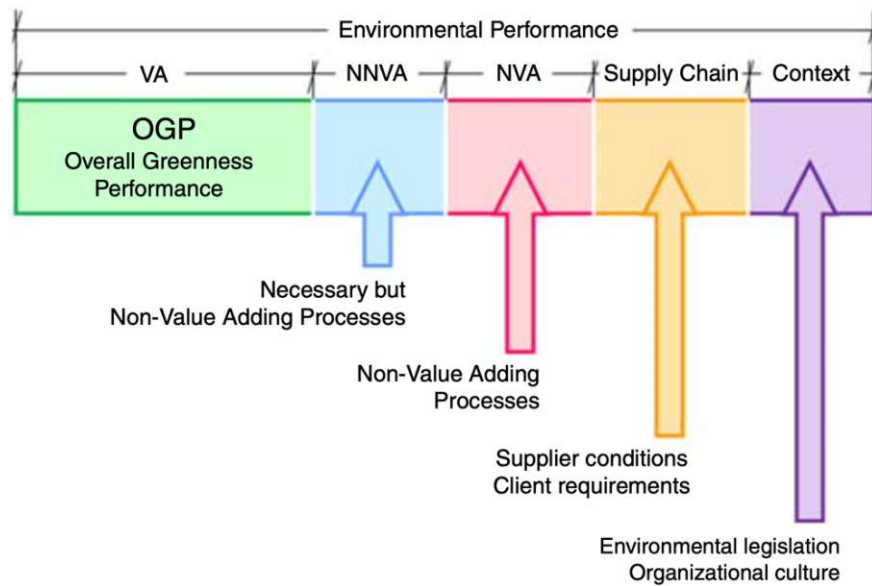 Environmental Performance
VA NNVA NVA Supply Chain Context
OGP
Overall Greenness
Performance
Necessary but
Non-Value Adding Processes
Non-Value Adding
Processes
Supplier conditions
Client requirements
Environmental legislation
Organizational culture